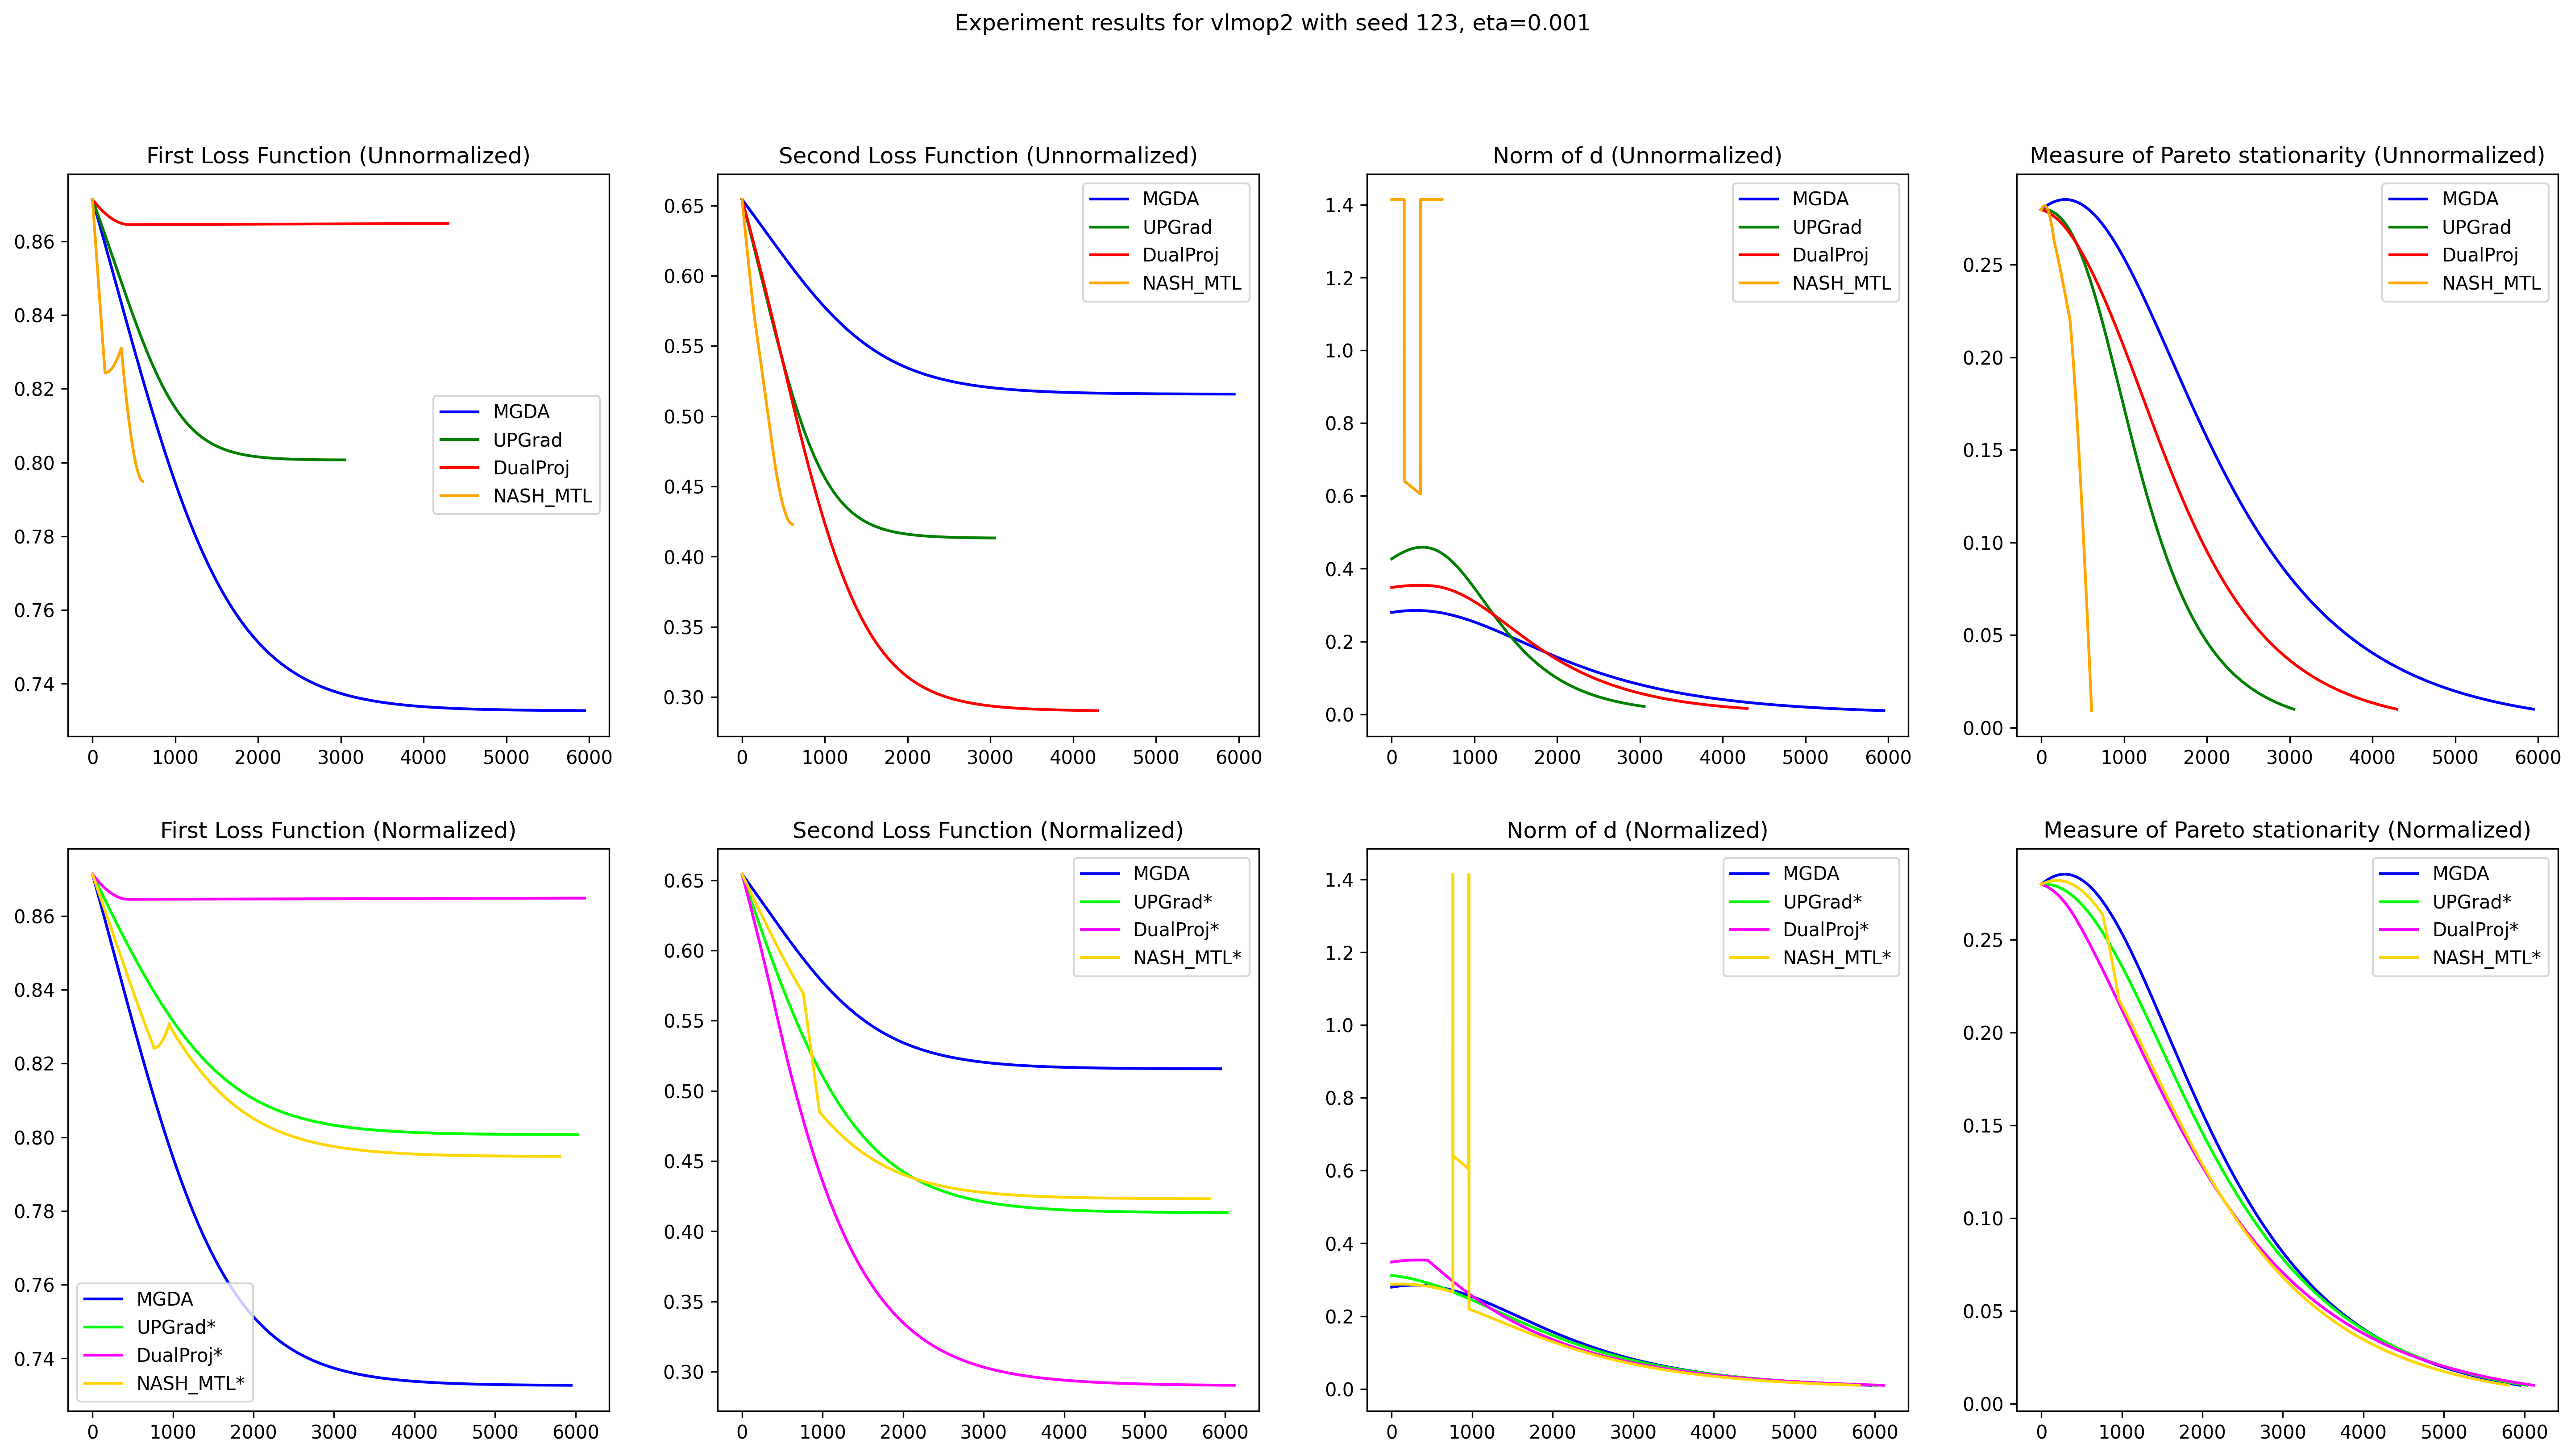 Experiment results for vlmop2 with seed 123, eta=0.001
First Loss Function (Unnormalized)
0.86
0.84
0.82
0.80
0.78
0.76
0.74
0 1000 2000 3000 4000 5000 6000
MGDA
UPGrad
DualProj
NASH_MTL
Second Loss Function (Unnormalized)
0.65
0.60
0.55
0.50
0.45
0.40
0.35
0.30
0 1000 2000 3000 4000 5000 6000
MGDA
UPGrad
DualProj
NASH_MTL
Norm of d (Unnormalized)
1.4
1.2
1.0
0.8
0.6
0.4
0.2
0.0
0 1000 2000 3000 4000 5000 6000
MGDA
UPGrad
DualProj
NASH_MTL
Measure of Pareto stationarity (Unnormalized)
0.25
0.20
0.15
0.10
0.05
0.00
0 1000 2000 3000 4000 5000 6000
MGDA
UPGrad
DualProj
NASH_MTL
First Loss Function (Normalized)
0.86
0.84
0.82
0.80
0.78
0.76
0.74
0 1000 2000 3000 4000 5000 6000
MGDA
UPGrad*
DualProj*
NASH_MTL*
Second Loss Function (Normalized)
0.65
0.60
0.55
0.50
0.45
0.40
0.35
0.30
0 1000 2000 3000 4000 5000 6000
MGDA
UPGrad*
DualProj*
NASH_MTL*
Norm of d (Normalized)
1.4
1.2
1.0
0.8
0.6
0.4
0.2
0.0
0 1000 2000 3000 4000 5000 6000
MGDA
UPGrad*
DualProj*
NASH_MTL*
Measure of Pareto stationarity (Normalized)
0.25
0.20
0.15
0.10
0.05
0.00
0 1000 2000 3000 4000 5000 6000
MGDA
UPGrad*
DualProj*
NASH_MTL*